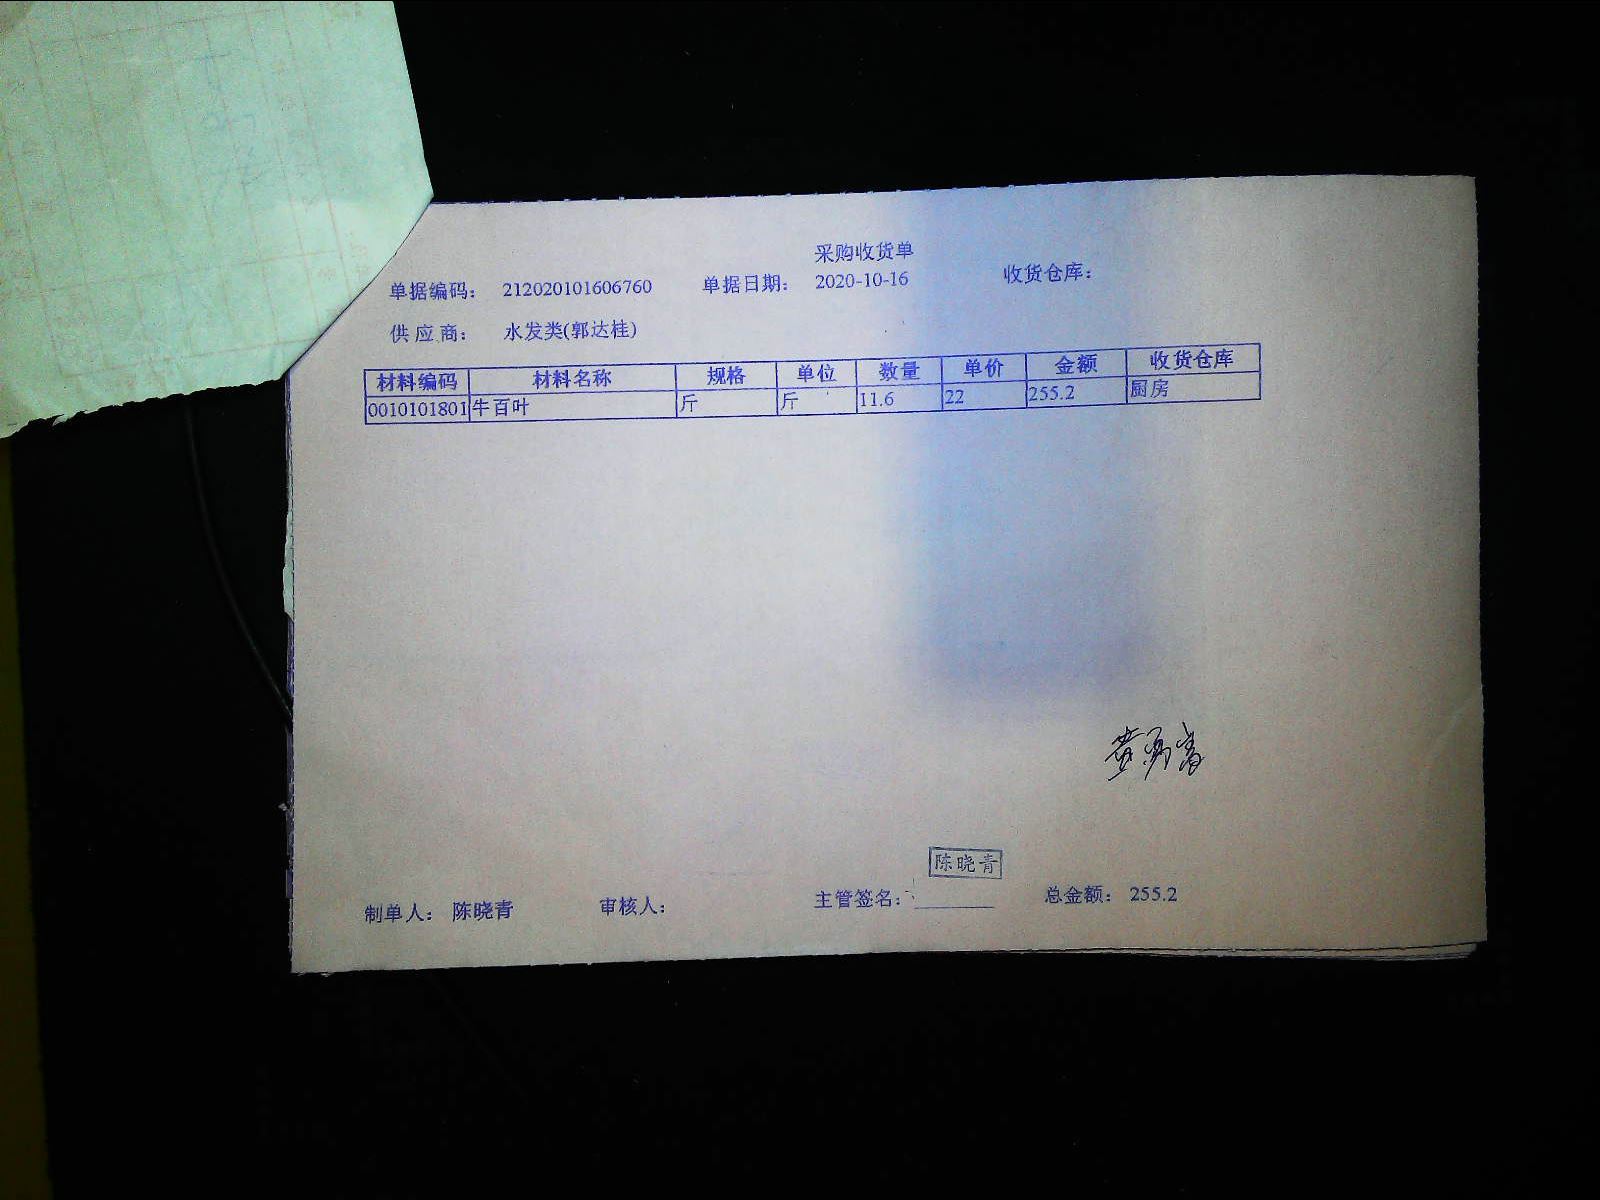 采购收货单
单据编码： 212020101606760 单据日期： 2020-10-16 收货仓库：
供应商： 水发类(郭达桂)
材料编码 材料名称 规格 单位 数量 单价 金额 收货仓库
0010101801 牛百叶 斤 斤 11.6 22 255.2 厨房
陈晓青
制单人： 陈晓青 审核人： 主管签名： 总金额： 255.2